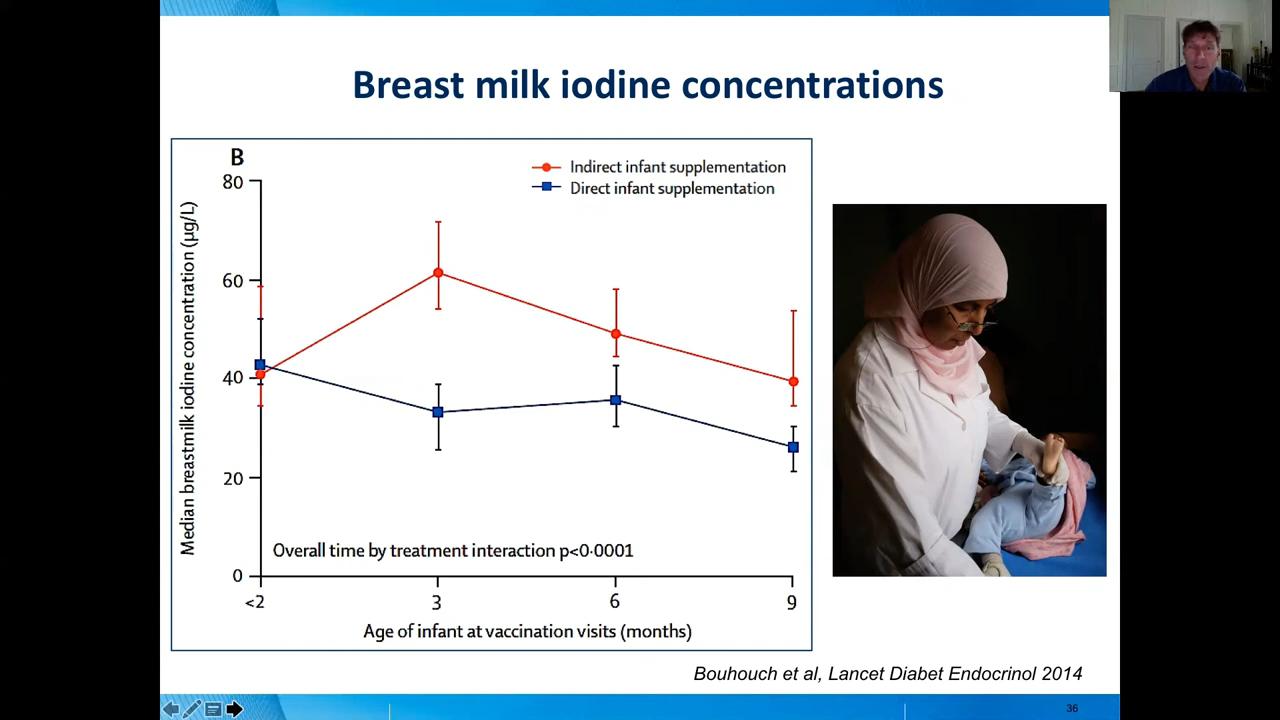 Breast milk iodine concentrations
B
Indirect infant supplementation
Direct infant supplementation
Median breastmilk iodine concentration (µg/L)
80
60
40
20
0
Overall time by treatment interaction p<0·0001
<2
3
6
9
Age of infant at vaccination visits (months)
Bouhouch et al, Lancet Diabet Endocrinol 2014
36